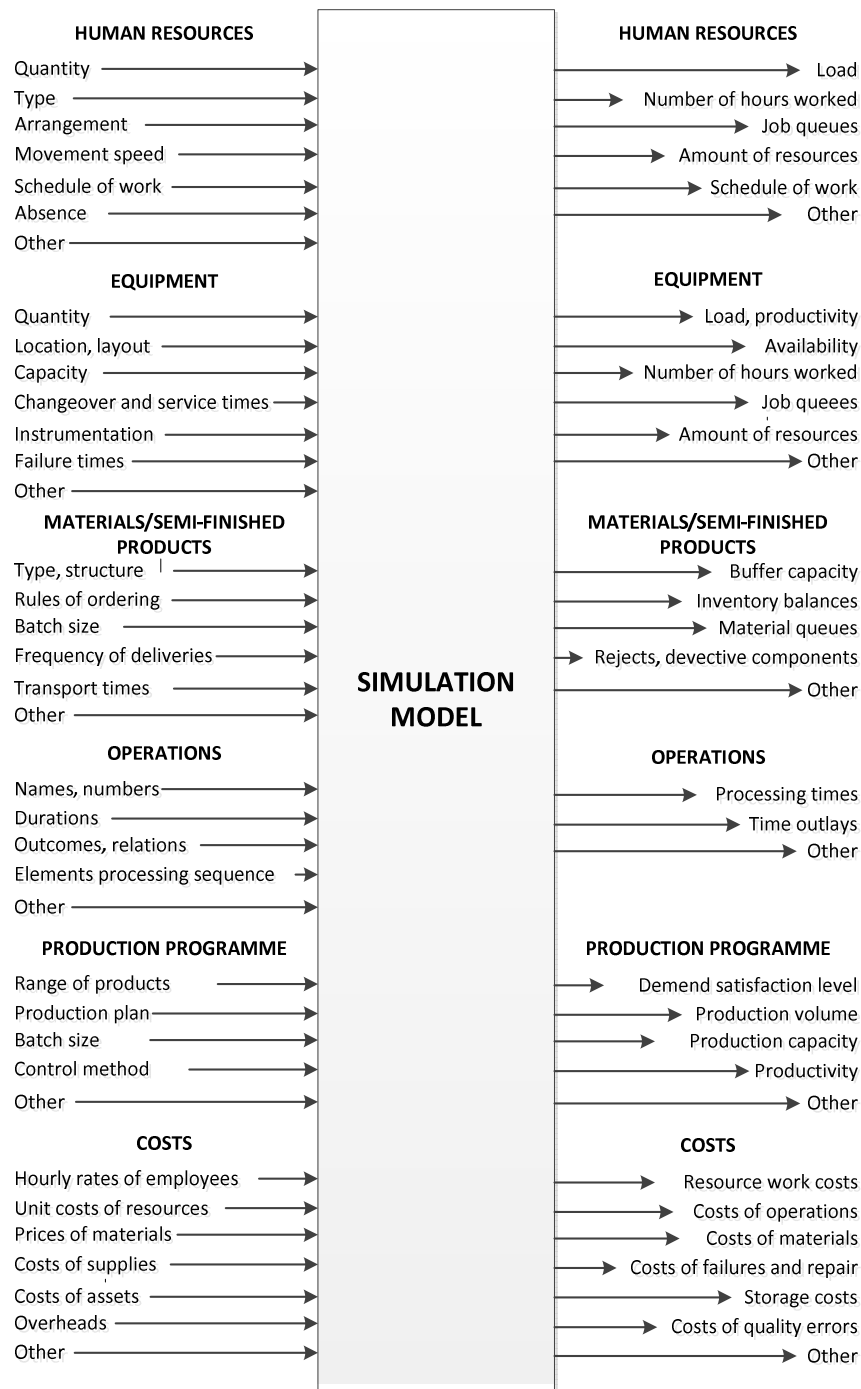 HUMAN RESOURCES
Quantity
Type
Arrangement
Movement speed
Schedule of work
Absence
Other
EQUIPMENT
Quantity
Location, layout
Capacity
Changeover and service times
Instrumentation
Failure times
Other
MATERIALS/SEMI-FINISHED
PRODUCTS
Type, structure
Rules of ordering
Batch size
Frequency of deliveries
Transport times
Other
OPERATIONS
Names, numbers
Durations
Outcomes, relations
Elements processing sequence
Other
PRODUCTION PROGRAMME
Range of products
Production plan
Batch size
Control method
Other
COSTS
Hourly rates of employees
Unit costs of resources
Prices of materials
Costs of supplies
Costs of assets
Overheads
Other
SIMULATION
MODEL
HUMAN RESOURCES
Load
Number of hours worked
Job queues
Amount of resources
Schedule of work
Other
EQUIPMENT
Load, productivity
Availability
Number of hours worked
Job queees
Amount of resources
Other
MATERIALS/SEMI-FINISHED
PRODUCTS
Buffer capacity
Inventory balances
Material queues
Rejects, devective components
Other
OPERATIONS
Processing times
Time outlays
Other
PRODUCTION PROGRAMME
Demend satisfaction level
Production volume
Production capacity
Productivity
Other
COSTS
Resource work costs
Costs of operations
Costs of materials
Costs of failures and repair
Storage costs
Costs of quality errors
Other